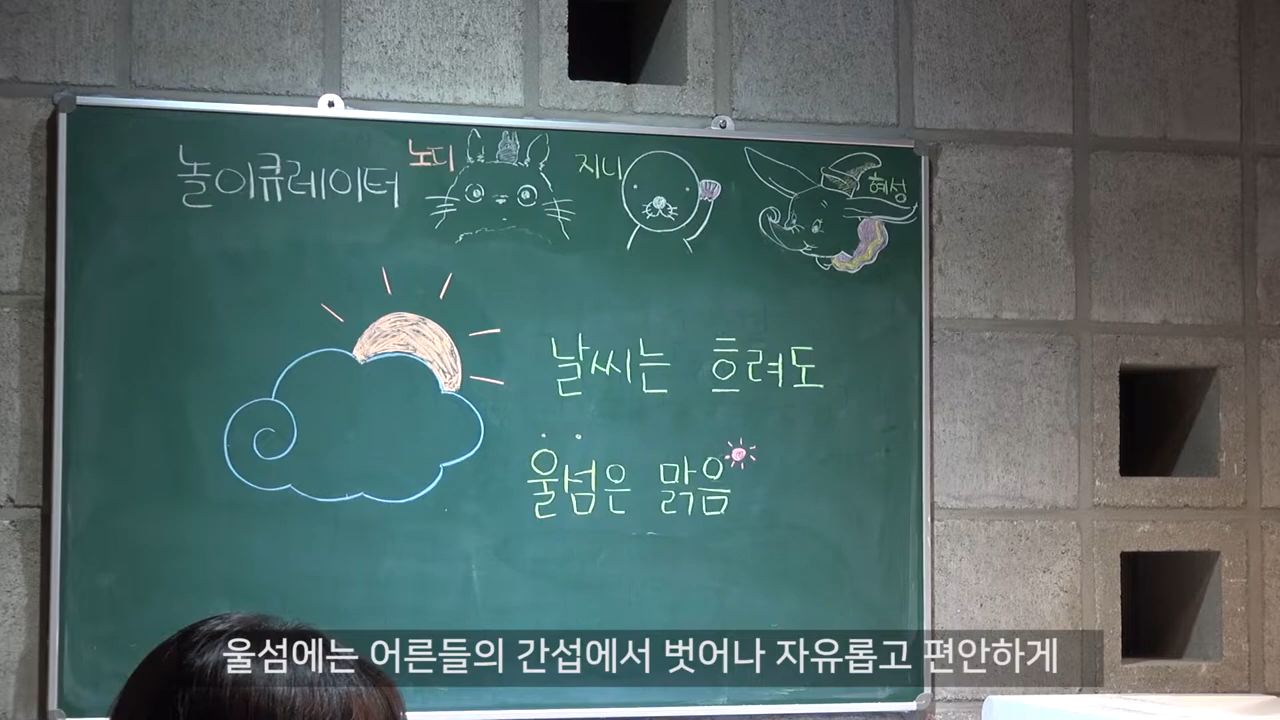 놀이큐레이터 노디 지니 혜성
날씨는 흐려도
울섬은 맑음
울섬에는 어른들의 간섭에서 벗어나 자유롭고 편안하게